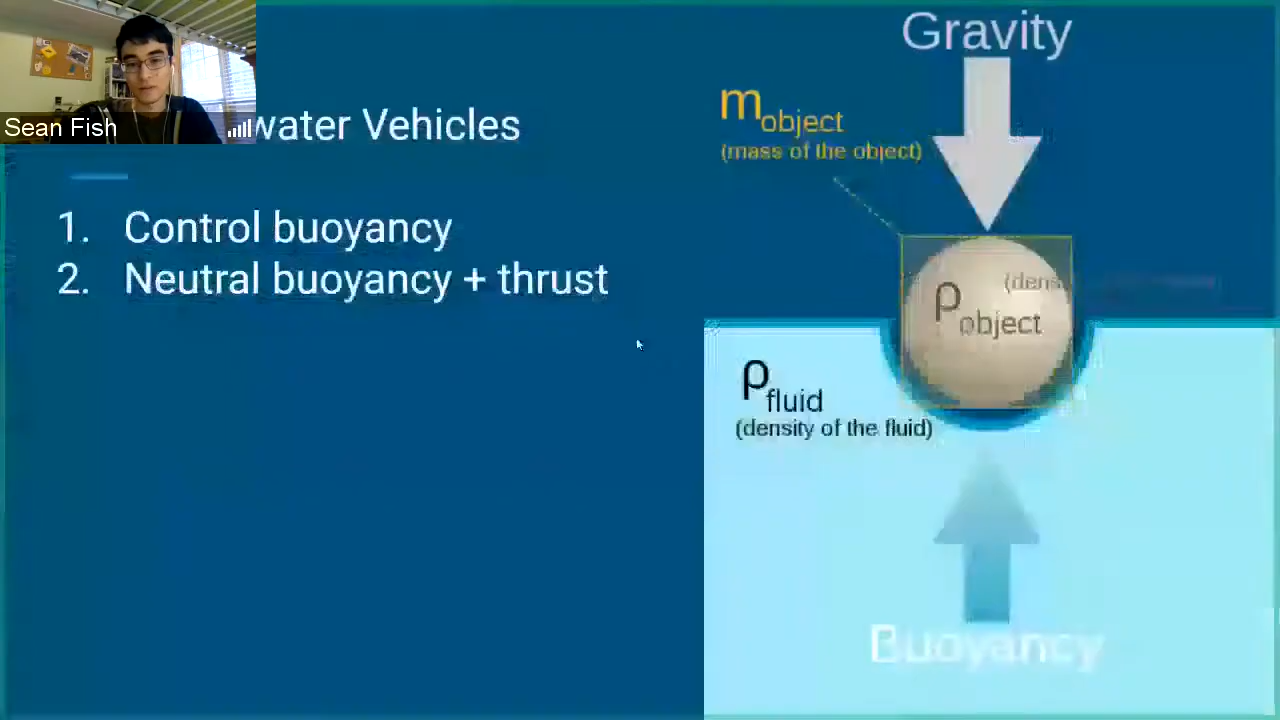 Sean Fish
water Vehicles
1. Control buoyancy
2. Neutral buoyancy + thrust
Gravity
m object
(mass of the object)
ρ object
ρ fluid
(density of the fluid)
Buoyancy